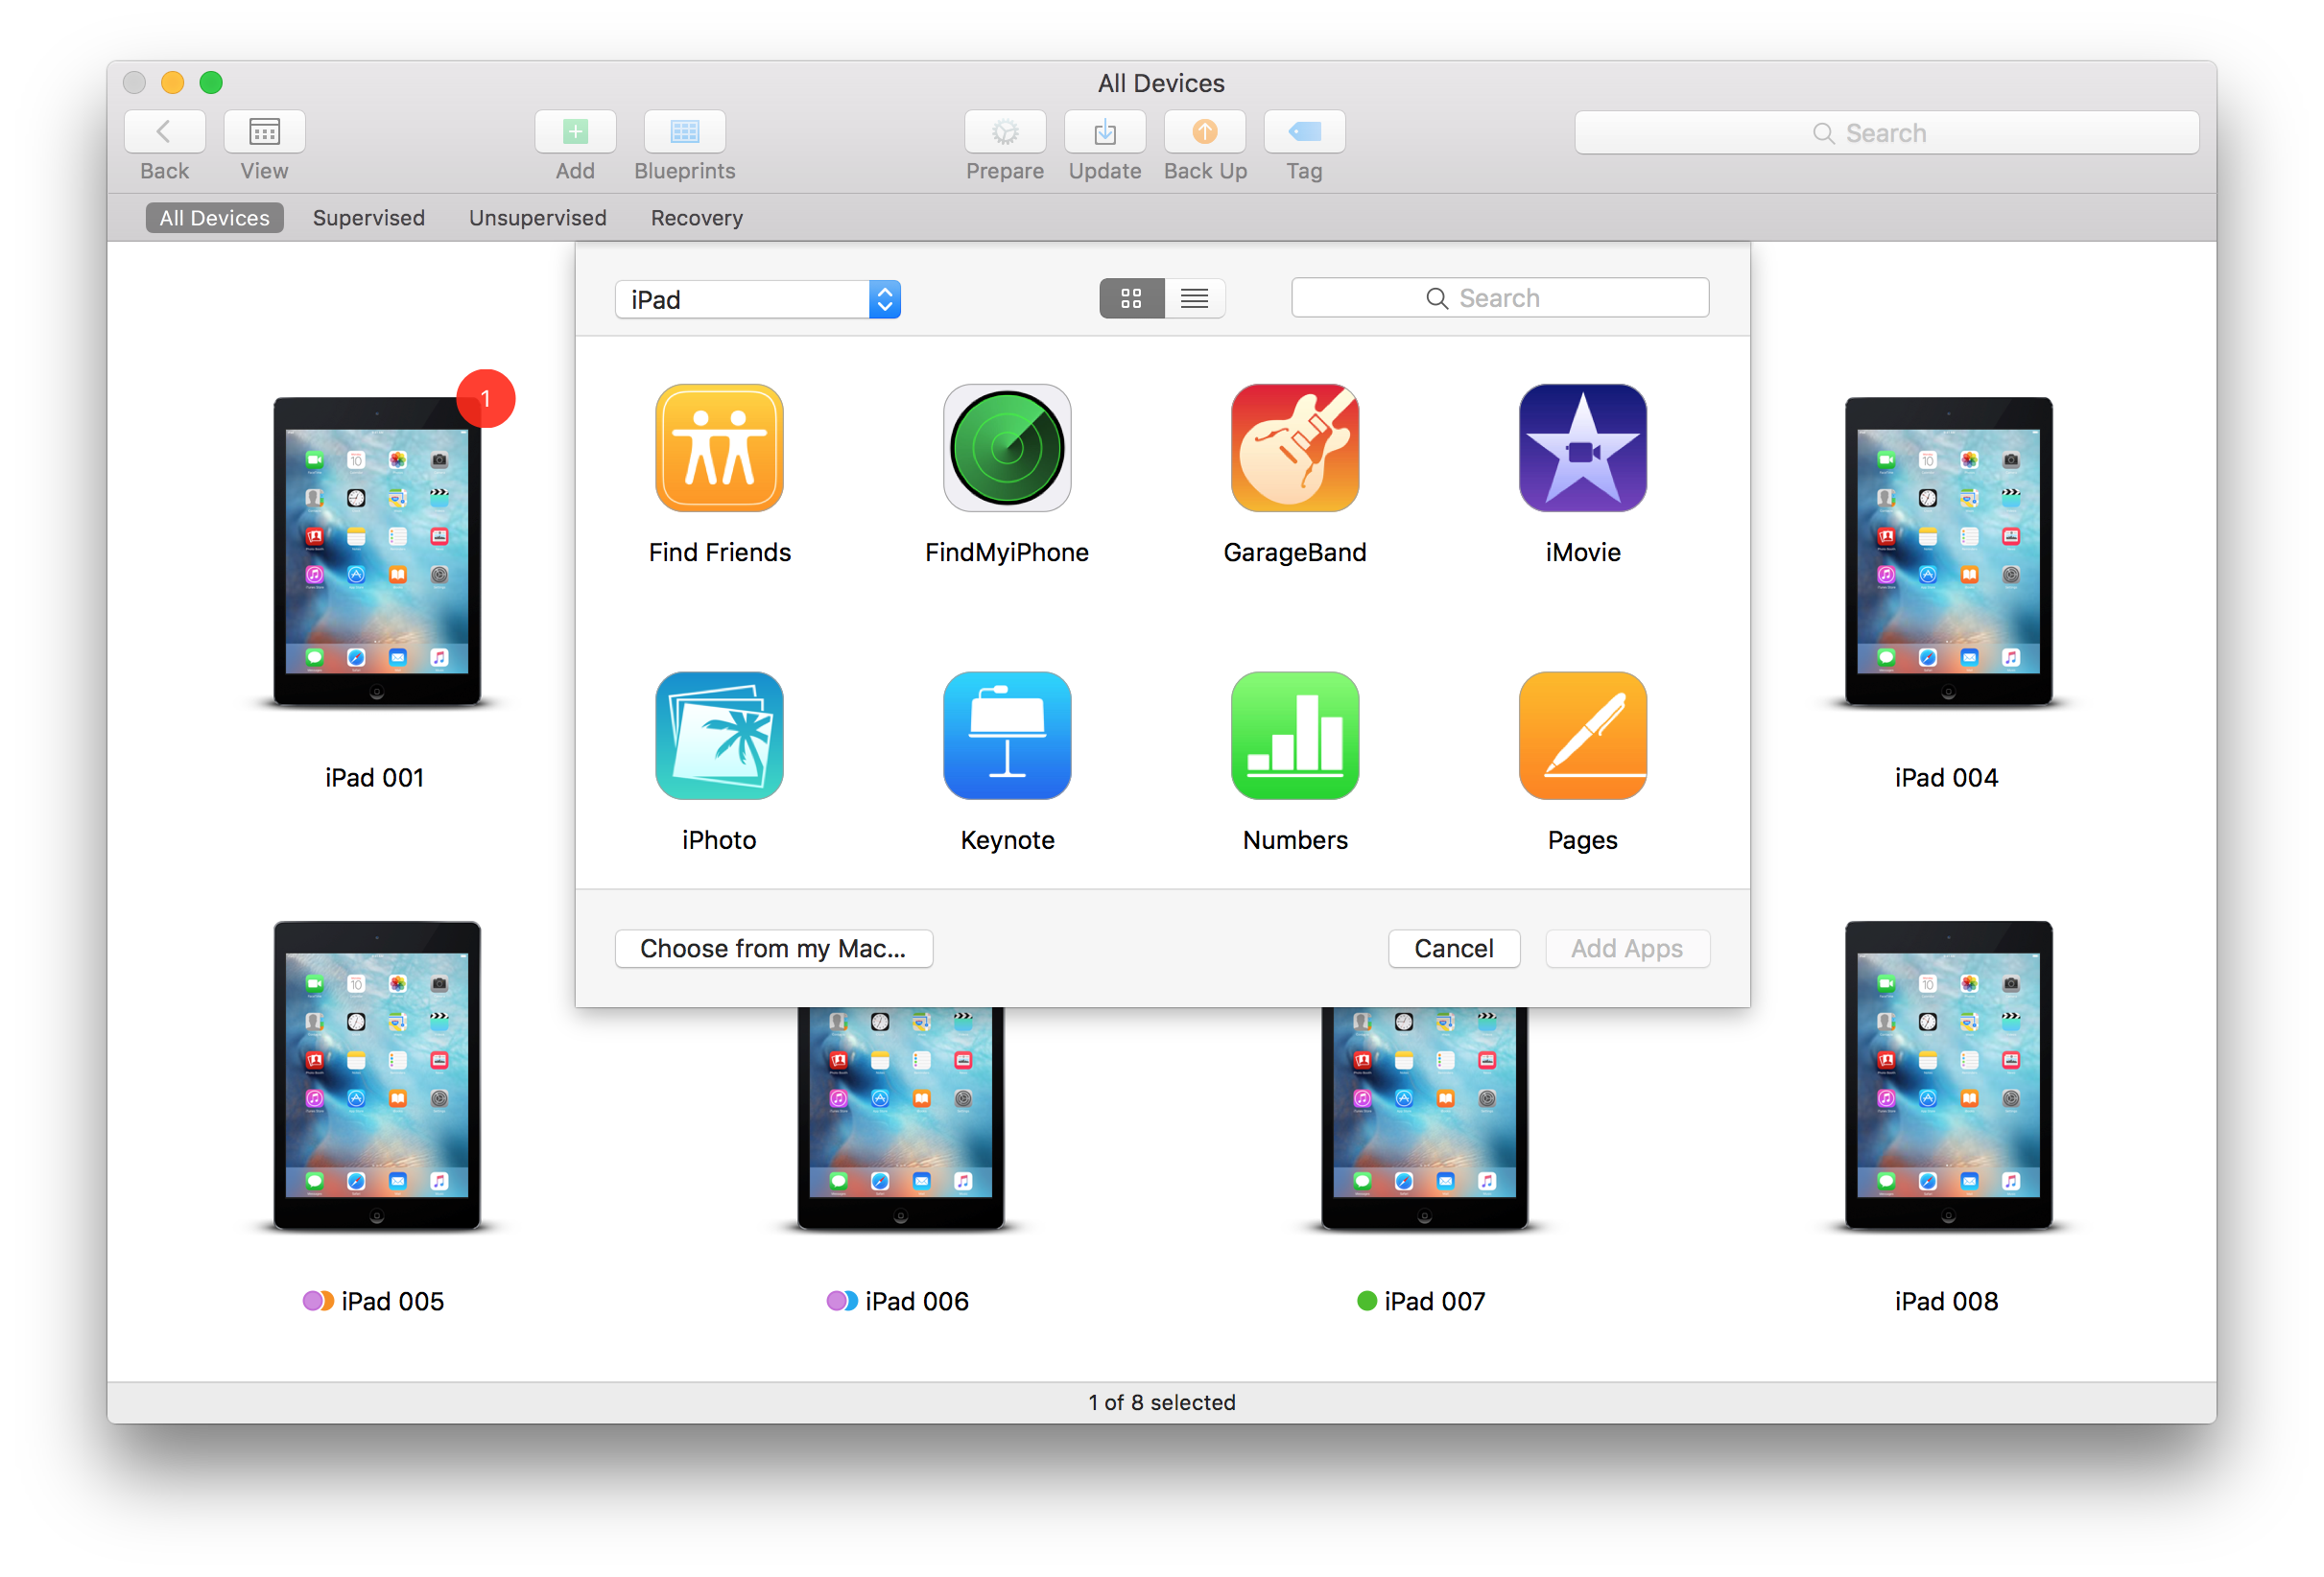 All Devices
Back
View
Add
Blueprints
Prepare
Update
Back Up
Tag
Search
All Devices
Supervised
Unsupervised
Recovery
iPad
Search
1
Find Friends
FindMyiPhone
GarageBand
iMovie
iPhoto
Keynote
Numbers
Pages
iPad 001
iPad 004
Choose from my Mac...
Cancel
Add Apps
iPad 005
iPad 006
iPad 007
iPad 008
1 of 8 selected